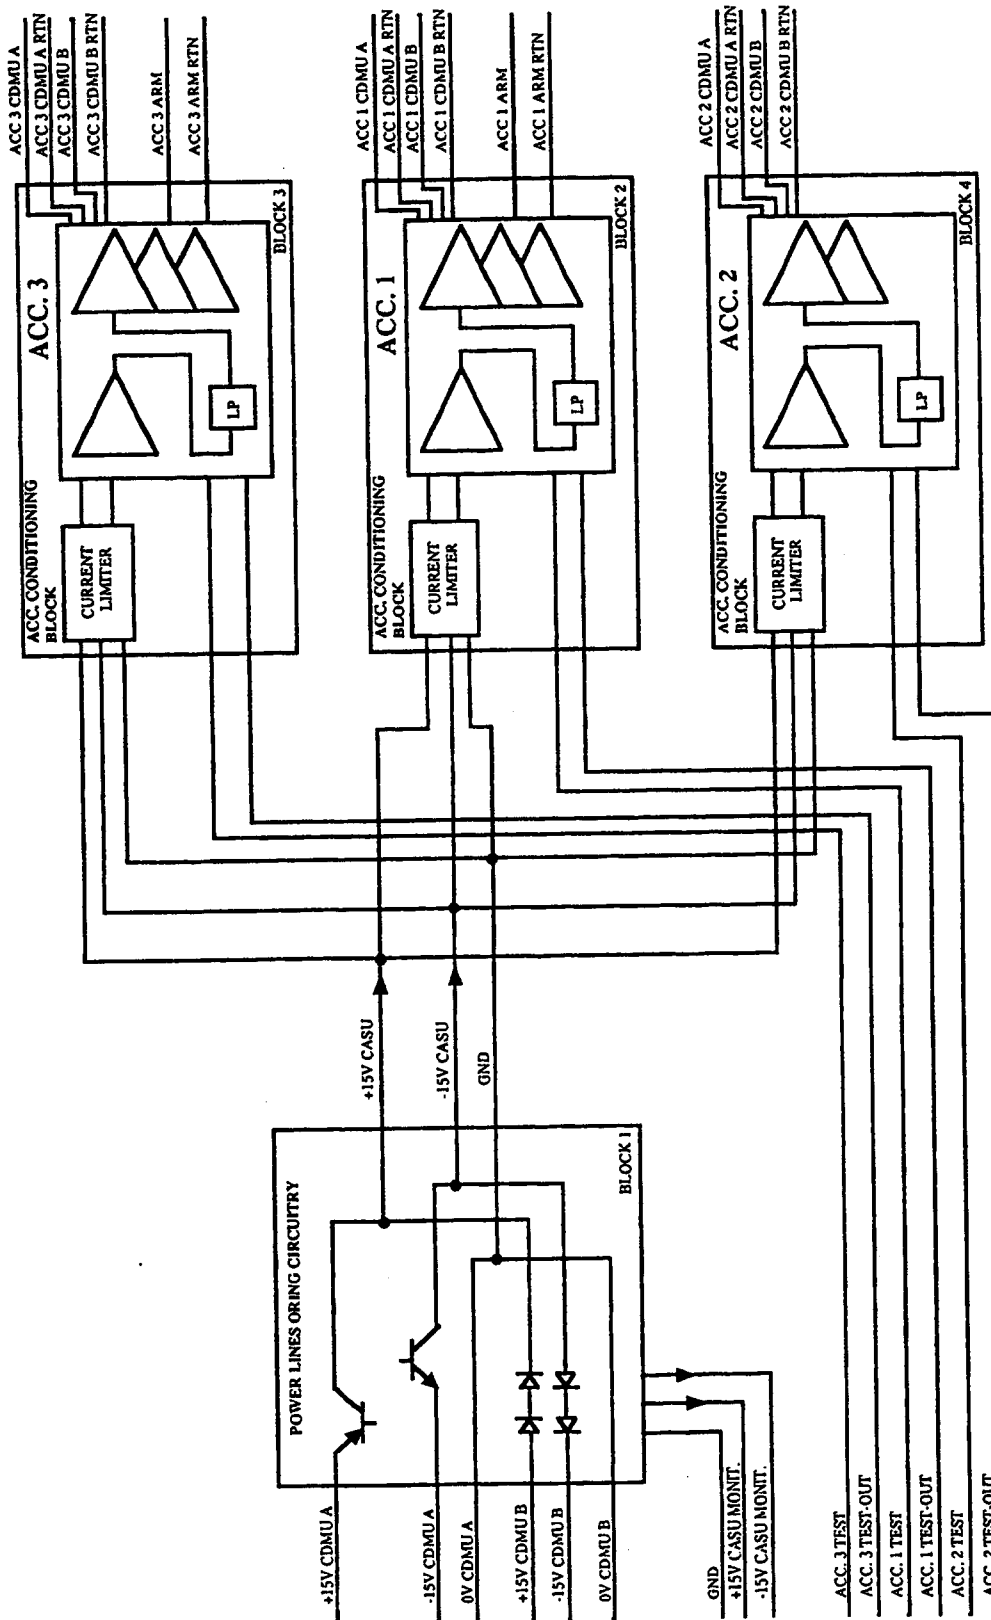 ACC 3 CDMU A
ACC 3 CDMU A RTN
ACC 3 CDMU B
ACC 3 CDMU B RTN
ACC 3 ARM
ACC 3 ARM RTN
BLOCK 3
ACC. 3
LP
ACC. CONDITIONING
BLOCK
CURRENT
LIMITER
ACC 1 CDMU A
ACC 1 CDMU A RTN
ACC 1 CDMU B
ACC 1 CDMU B RTN
ACC 1 ARM
ACC 1 ARM RTN
BLOCK 2
ACC. 1
LP
ACC. CONDITIONING
BLOCK
CURRENT
LIMITER
ACC 2 CDMU A
ACC 2 CDMU A RTN
ACC 2 CDMU B
ACC 2 CDMU B RTN
BLOCK 4
ACC. 2
LP
ACC. CONDITIONING
BLOCK
CURRENT
LIMITER
+15V CASU
-15V CASU
GND
POWER LINES ORING CIRCUITRY
BLOCK 1
+15V CDMU A
-15V CDMU A
0V CDMU A
+15V CDMU B
-15V CDMU B
0V CDMU B
GND
+15V CASU MONIT.
-15V CASU MONIT.
ACC. 3 TEST
ACC. 3 TEST-OUT
ACC. 1 TEST
ACC. 1 TEST-OUT
ACC. 2 TEST
ACC. 2 TEST-OUT